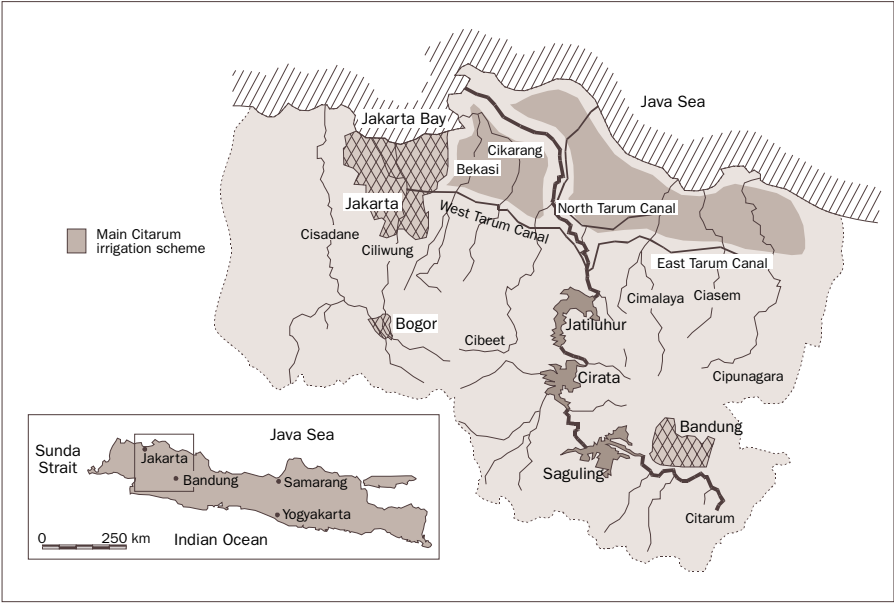 Java Sea
Jakarta Bay
Cikarang
Bekasi
Jakarta
North Tarum Canal
West Tarum Canal
Main Citarum
irrigation scheme
Cisadane
Ciliwung
East Tarum Canal
Cimalaya
Ciasem
Bogor
Jatiluhur
Cibeet
Cirata
Cipunagara
Bandung
Saguling
Citarum
Java Sea
Sunda
Strait
Jakarta
Bandung
Samarang
Yogyakarta
0 250 km
Indian Ocean